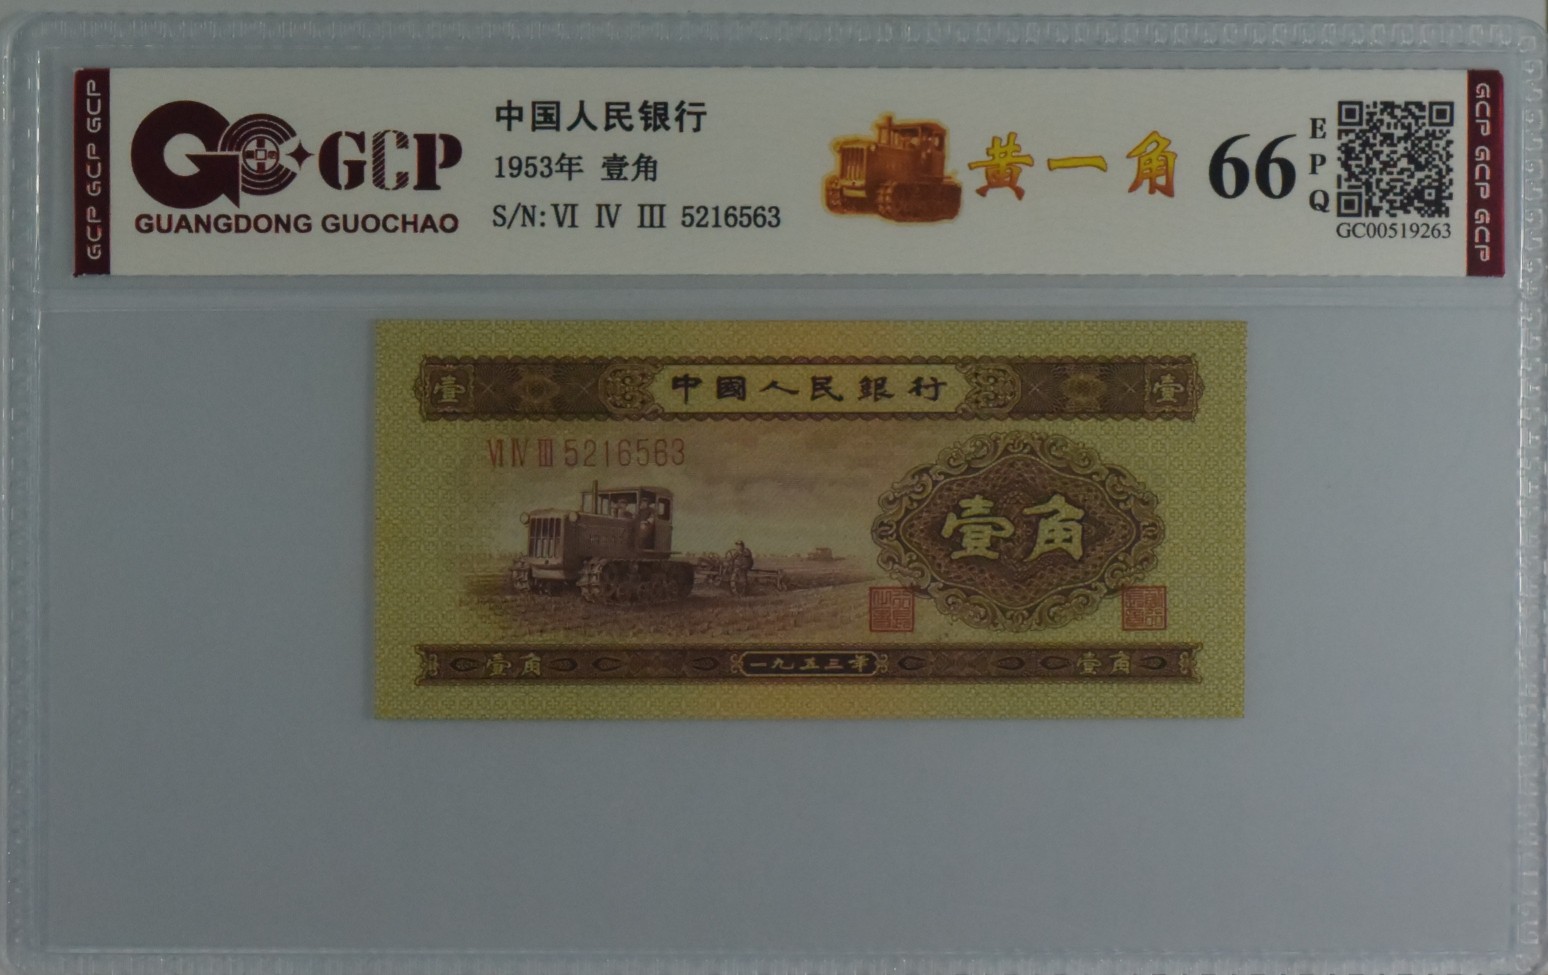 GCP GCP GCP
GCP
GUANGDONG GUOCHAO
中国人民银行
1953年 壹角
S/N: VI IV III 5216563
黄一角
66
EPQ
GC00519263
GCP GCP GCP
壹 中國人民銀行 壹
VI IV III 5216563
壹角
壹角 一九五三年 壹角